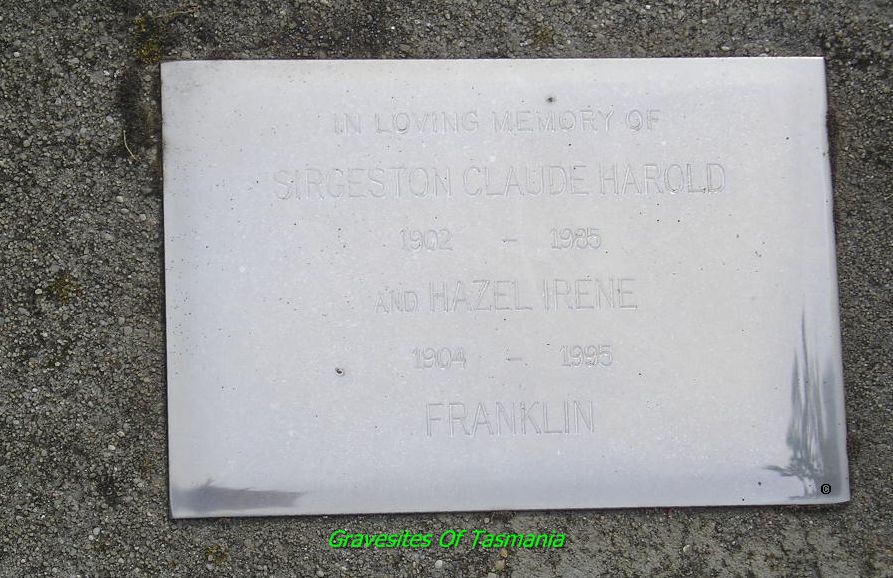 IN LOVING MEMORY OF
SIRGESTON CLAUDE HAROLD
1902 - 1985
AND HAZEL IRENE
1904 - 1995
FRANKLIN
©
Gravesites Of Tasmania